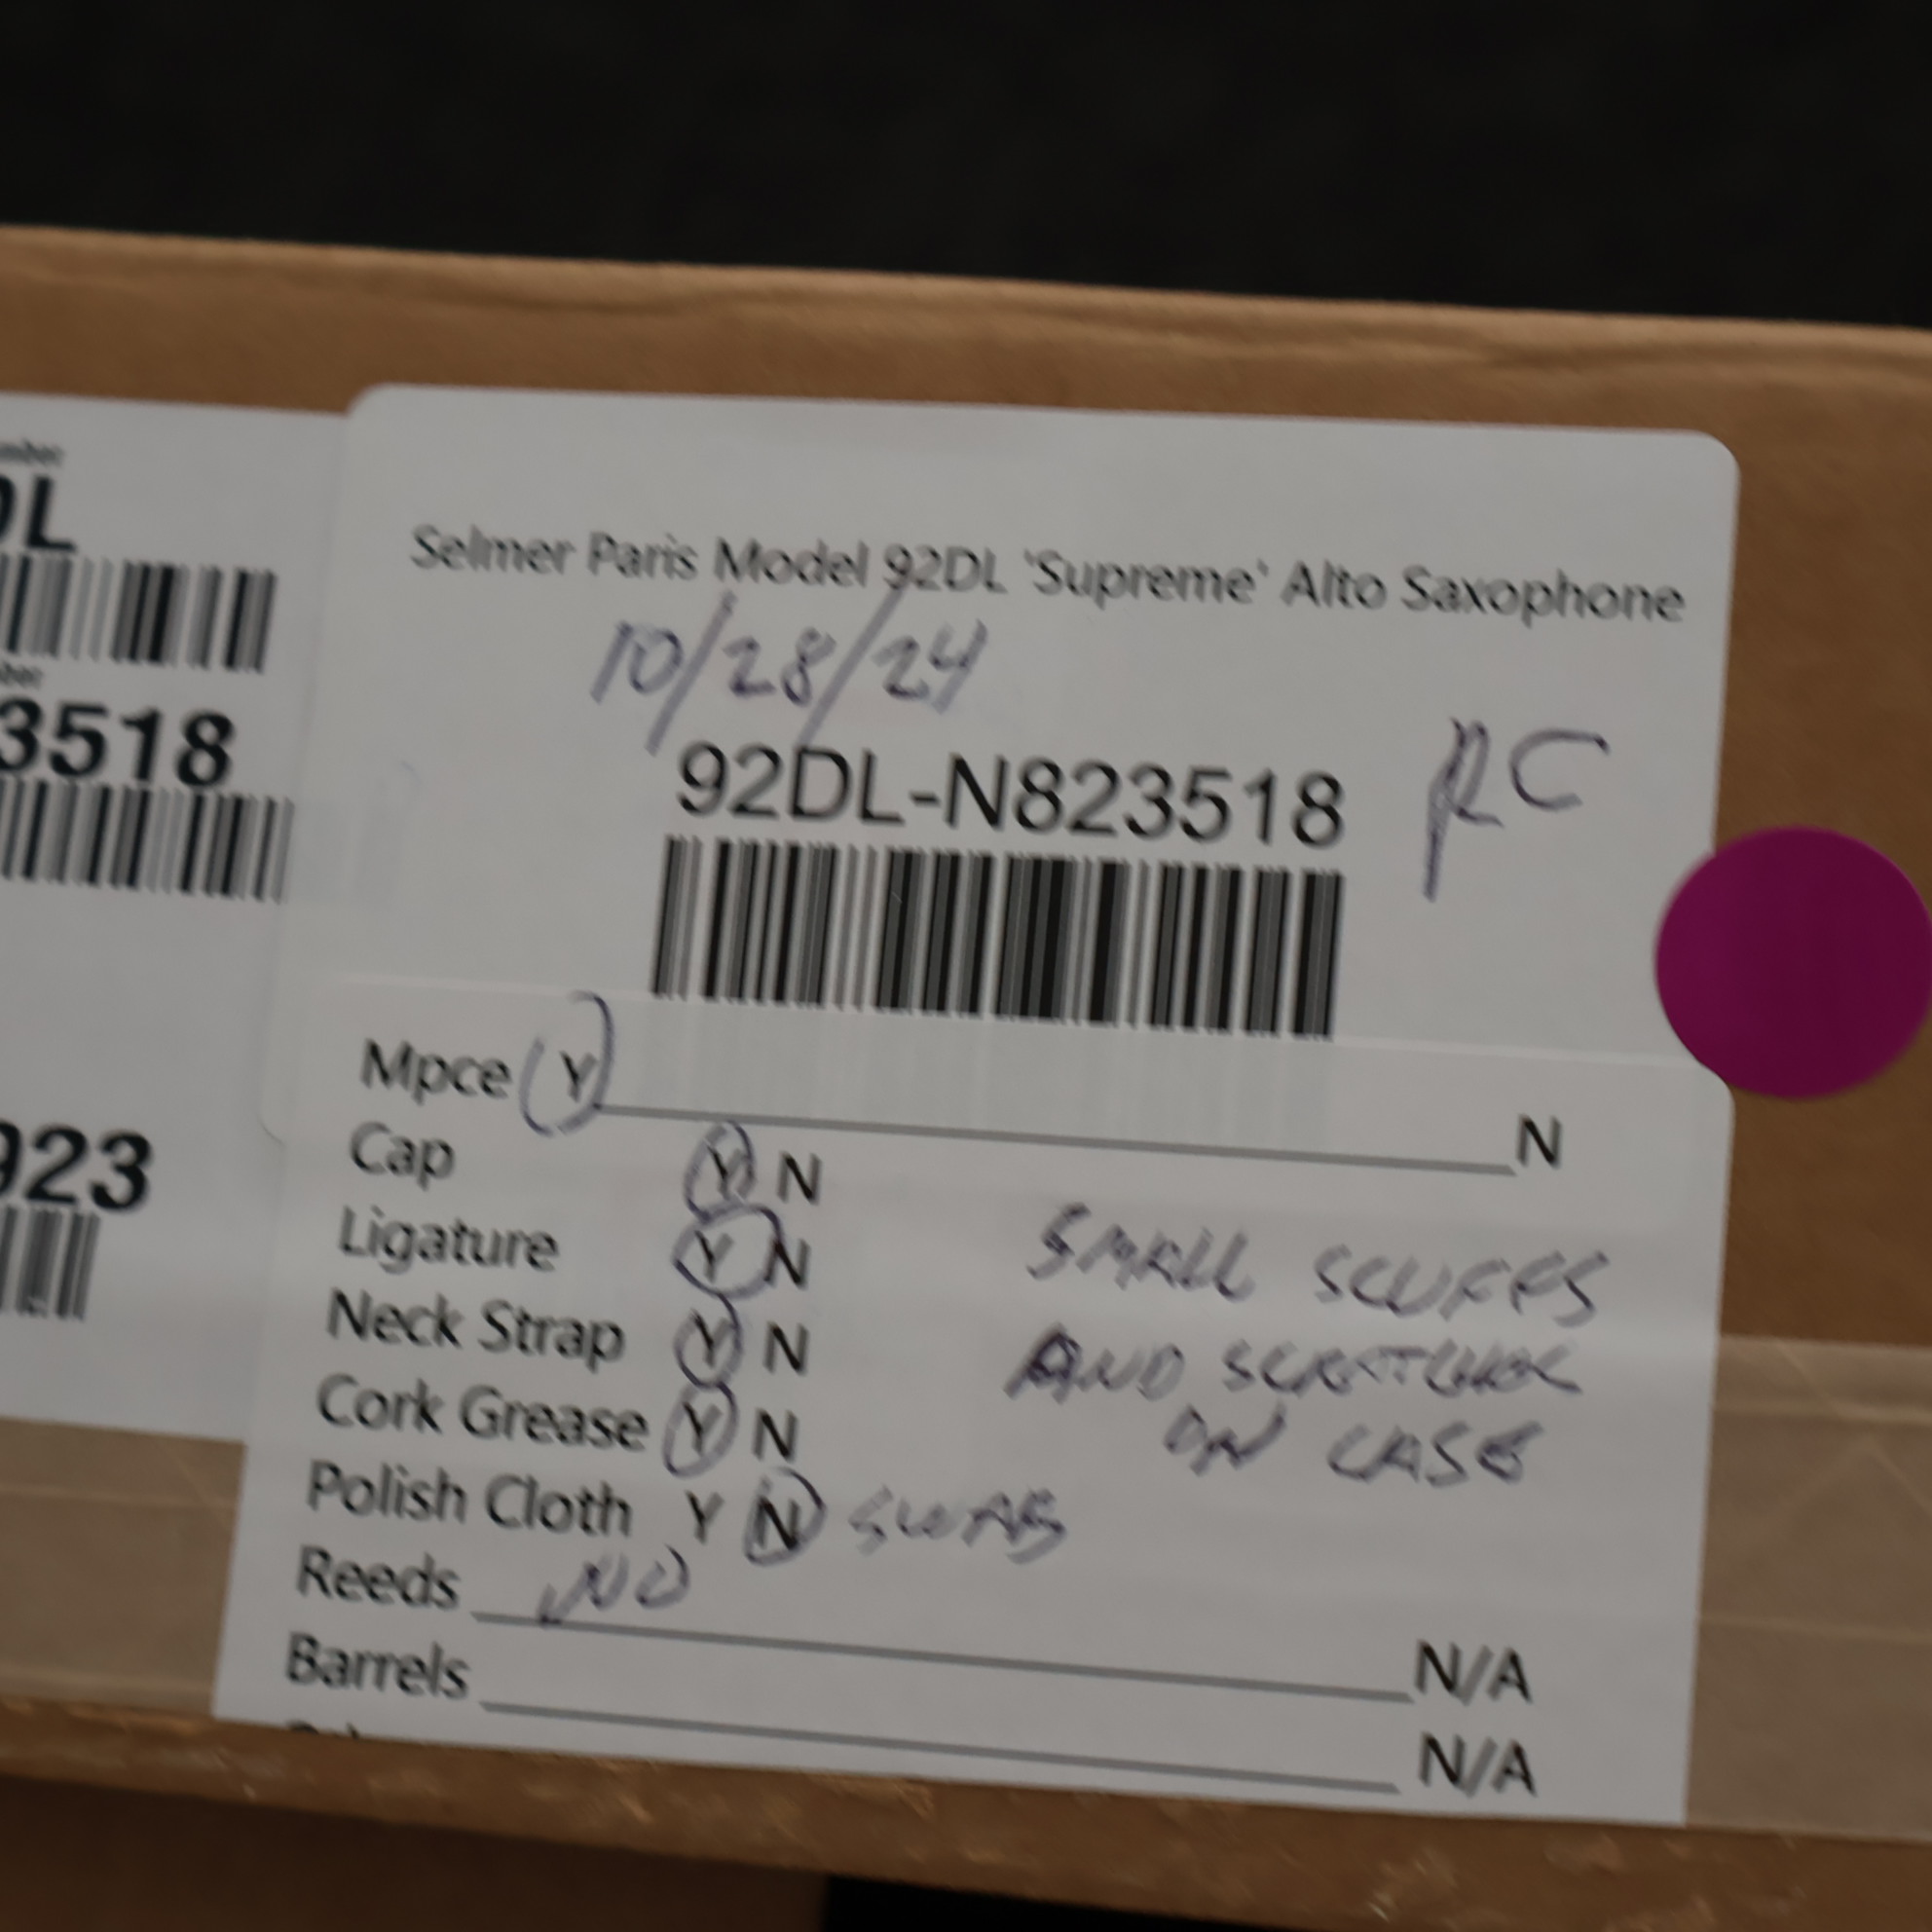 DL
3518
923
Selmer Paris Model 92DL 'Supreme' Alto Saxophone
10/28/24
92DL-N823518 RC
Mpce Y N
Cap Y N
Ligature Y N
Neck Strap Y N
Cork Grease Y N
Polish Cloth Y N SWAB
Reeds NO N/A
Barrels N/A
SMALL SCUFFS
AND SCRATCHES
ON CASE